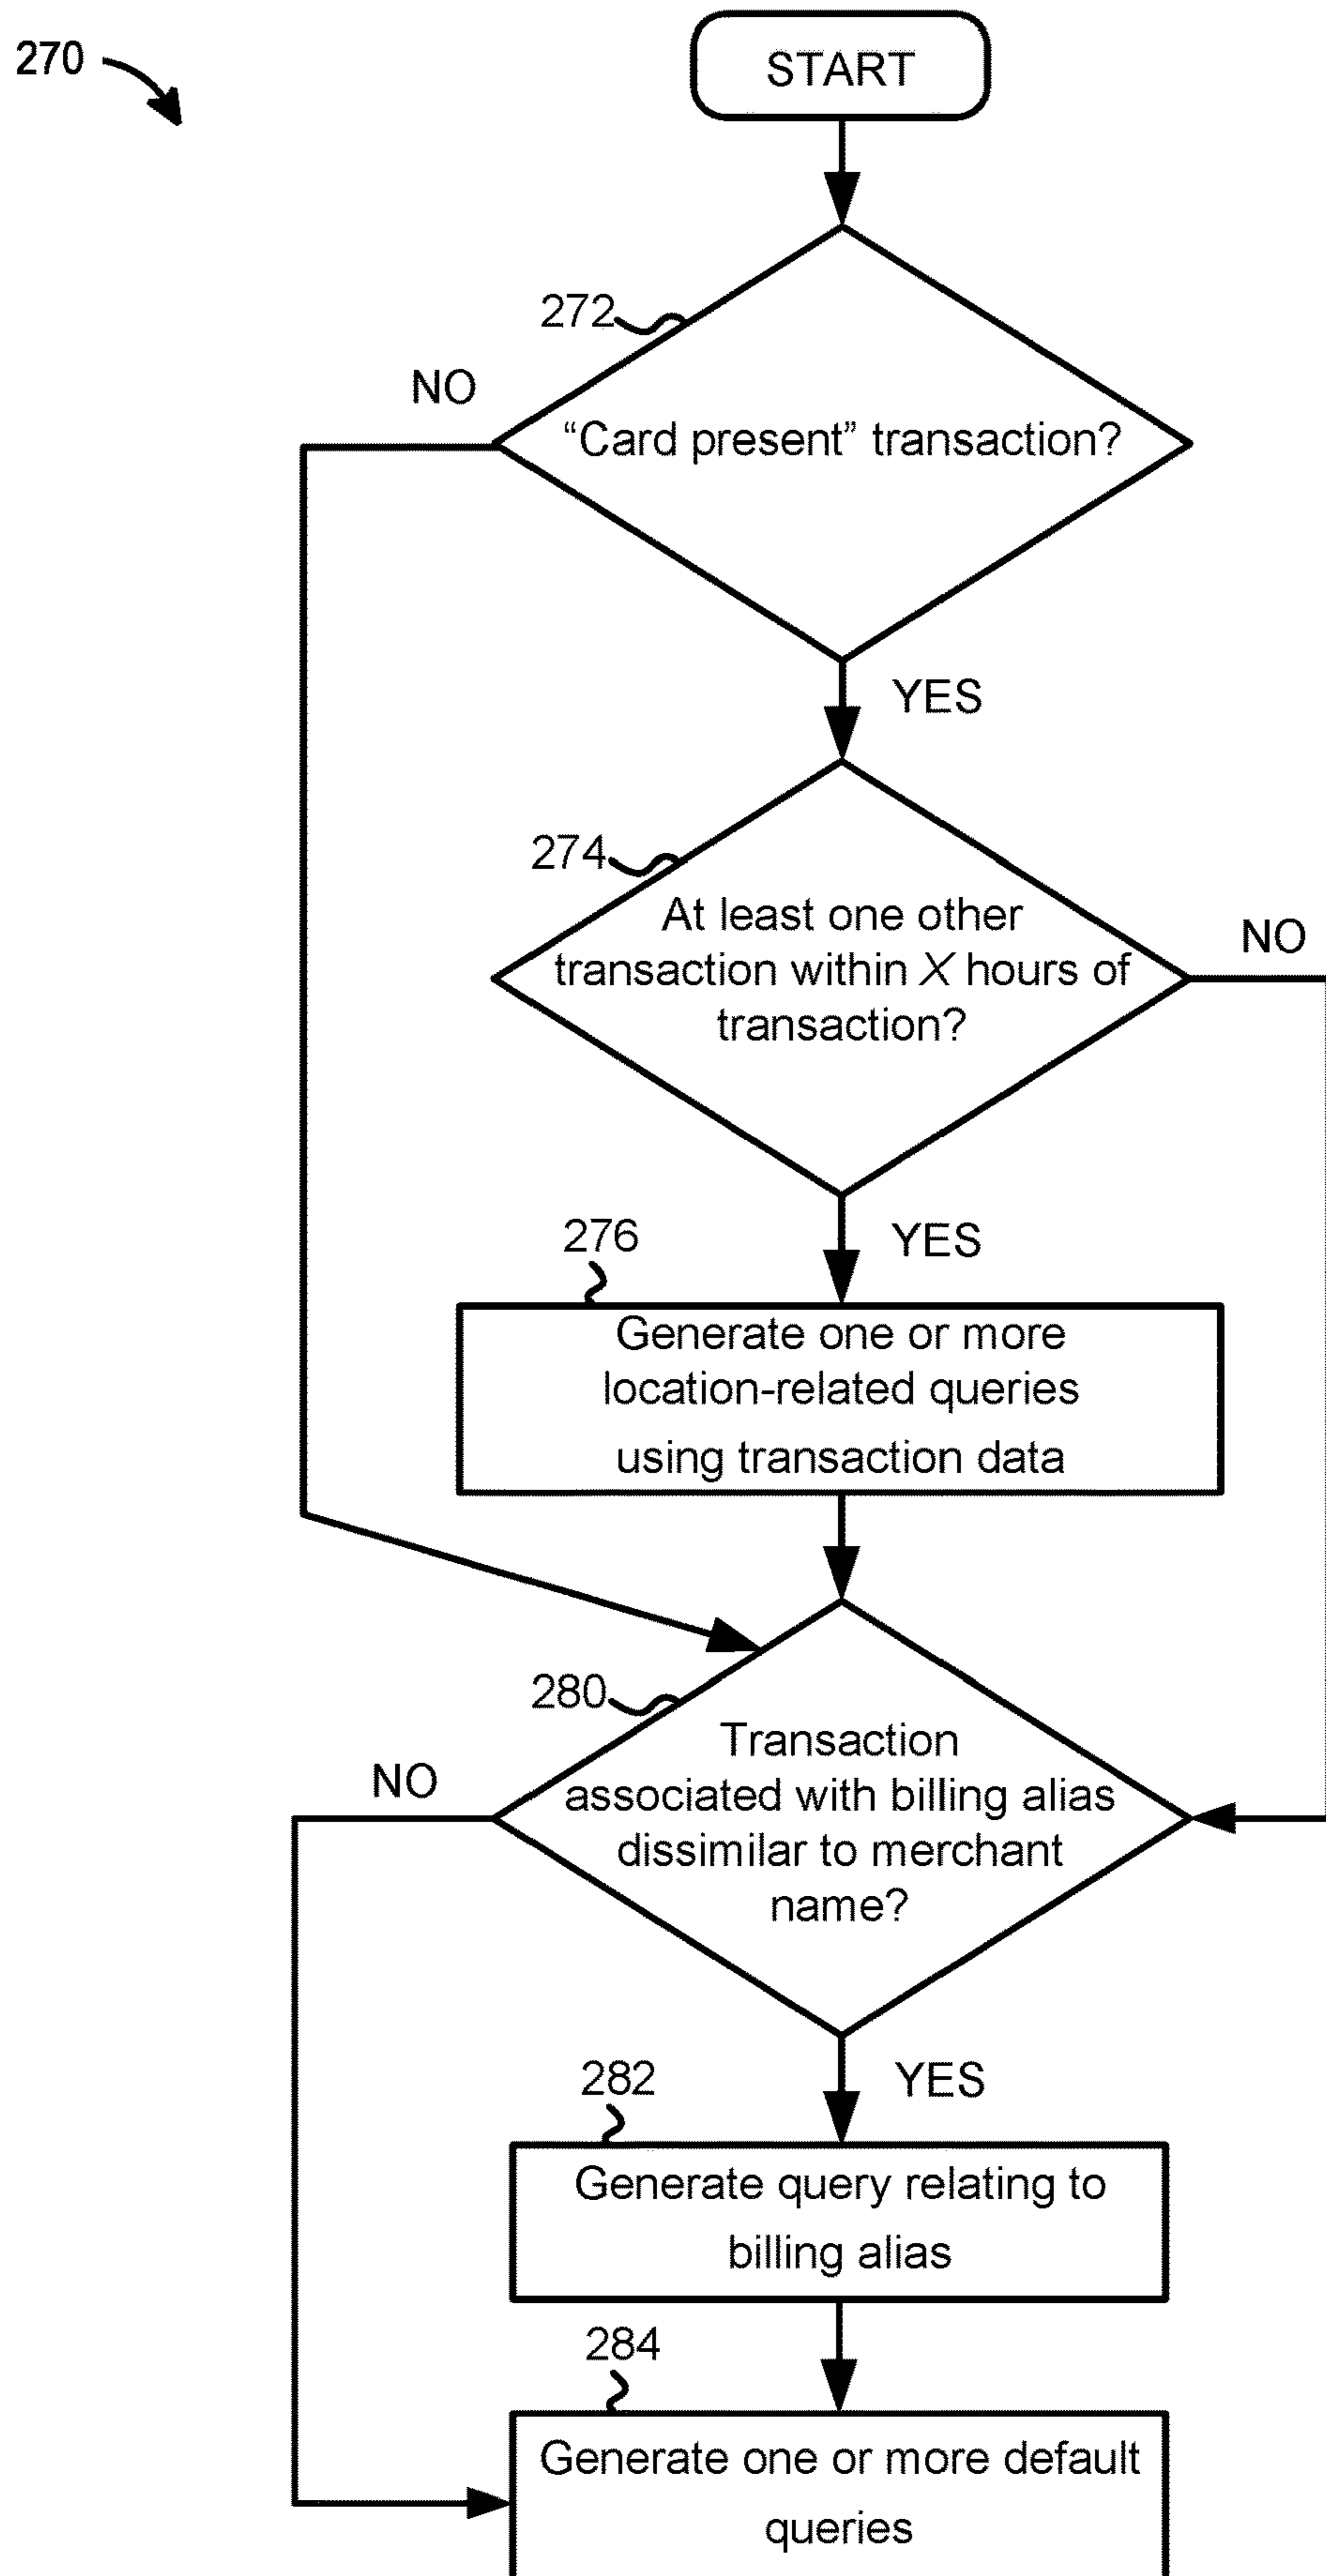 270
START
272
NO
“Card present” transaction?
YES
274
At least one other
transaction within X hours of
transaction?
NO
YES
276
Generate one or more
location-related queries
using transaction data
280
NO
Transaction
associated with billing alias
dissimilar to merchant
name?
YES
282
Generate query relating to
billing alias
284
Generate one or more default
queries